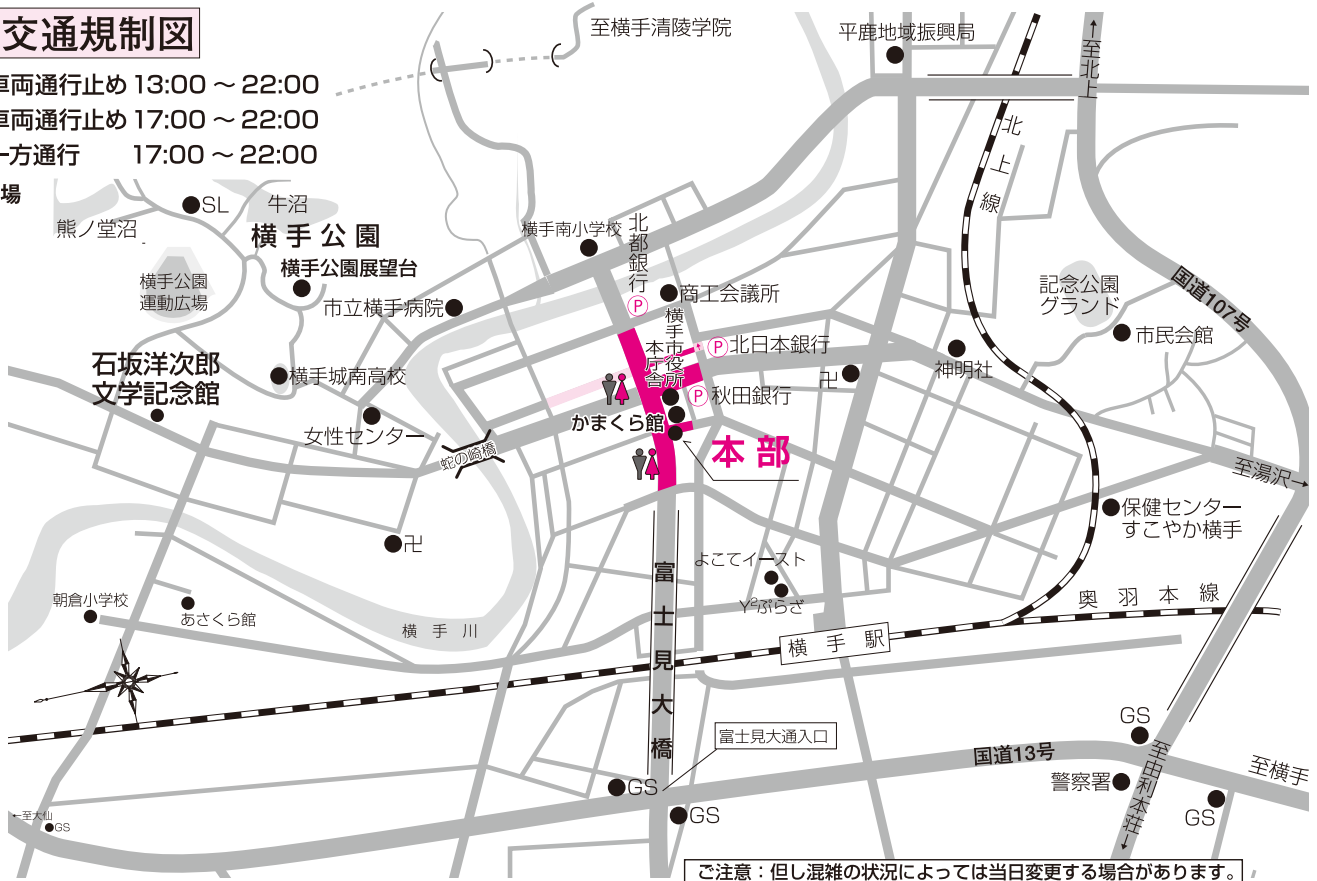 交通規制図
車両通行止め 13:00 〜 22:00
車両通行止め 17:00 〜 22:00
一方通行 17:00 〜 22:00
場
至横手清陵学院
平鹿地域振興局
←至北上
北上線
SL
牛沼
熊ノ堂沼
横手公園
横手公園展望台
横手公園
運動広場
市立横手病院
横手南小学校
北都銀行
P
商工会議所
横手市役所
本庁舎
P
北日本銀行
P
秋田銀行
卍
神明社
記念公園
グランド
市民会館
国道107号
石坂洋次郎
文学記念館
横手城南高校
女性センター
蛇の崎橋
かまくら館
本部
至湯沢→
保健センター
すこやか横手
卍
朝倉小学校
あさくら館
横手川
よこてイースト
Y²ぷらざ
奥羽本線
横手駅
富士見大橋
富士見大通入口
国道13号
GS
警察署
至由利本荘→
至横手
GS
GS
GS
←至大仙
GS
ご注意：但し混雑の状況によっては当日変更する場合があります。